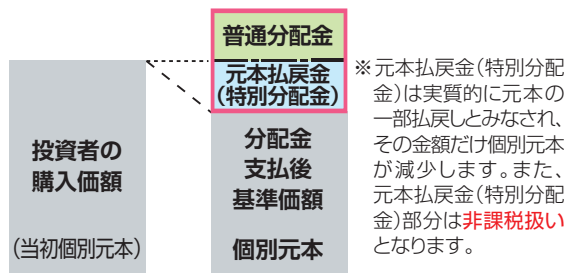 普通分配金
元本払戻金
(特別分配金)
分配金
支払後
基準価額
個別元本
投資者の
購入価額
(当初個別元本)
※元本払戻金(特別分配
金)は実質的に元本の
一部払戻しとみなされ、
その金額だけ個別元本
が減少します。また、
元本払戻金(特別分配
金)部分は非課税扱い
となります。